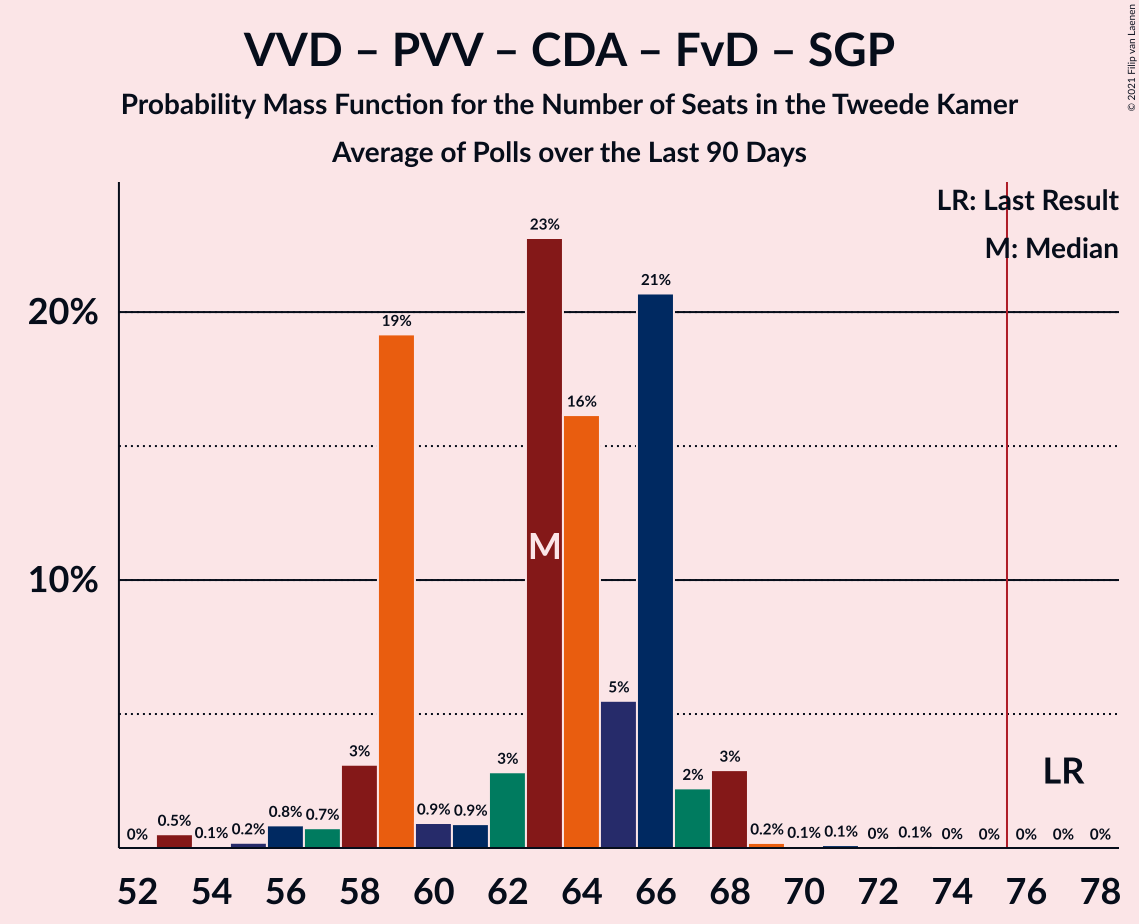 VVD – PVV – CDA – FvD – SGP
Probability Mass Function for the Number of Seats in the Tweede Kamer
Average of Polls over the Last 90 Days
© 2021 Filip van Laenen
LR: Last Result
M: Median
20%
10%
0% 0.5% 0.1% 0.2% 0.8% 0.7% 3% 19% 0.9% 0.9% 3% 23% 16% 5% 21% 2% 3% 0.2% 0.1% 0.1% 0% 0.1% 0% 0% 0% 0% 0%
M
LR
52 54 56 58 60 62 64 66 68 70 72 74 76 78